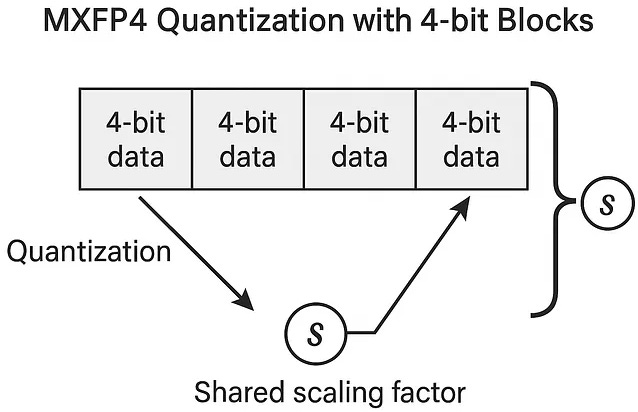 MXFP4 Quantization with 4-bit Blocks
4-bit data
4-bit data
4-bit data
4-bit data
S
Quantization
S
Shared scaling factor